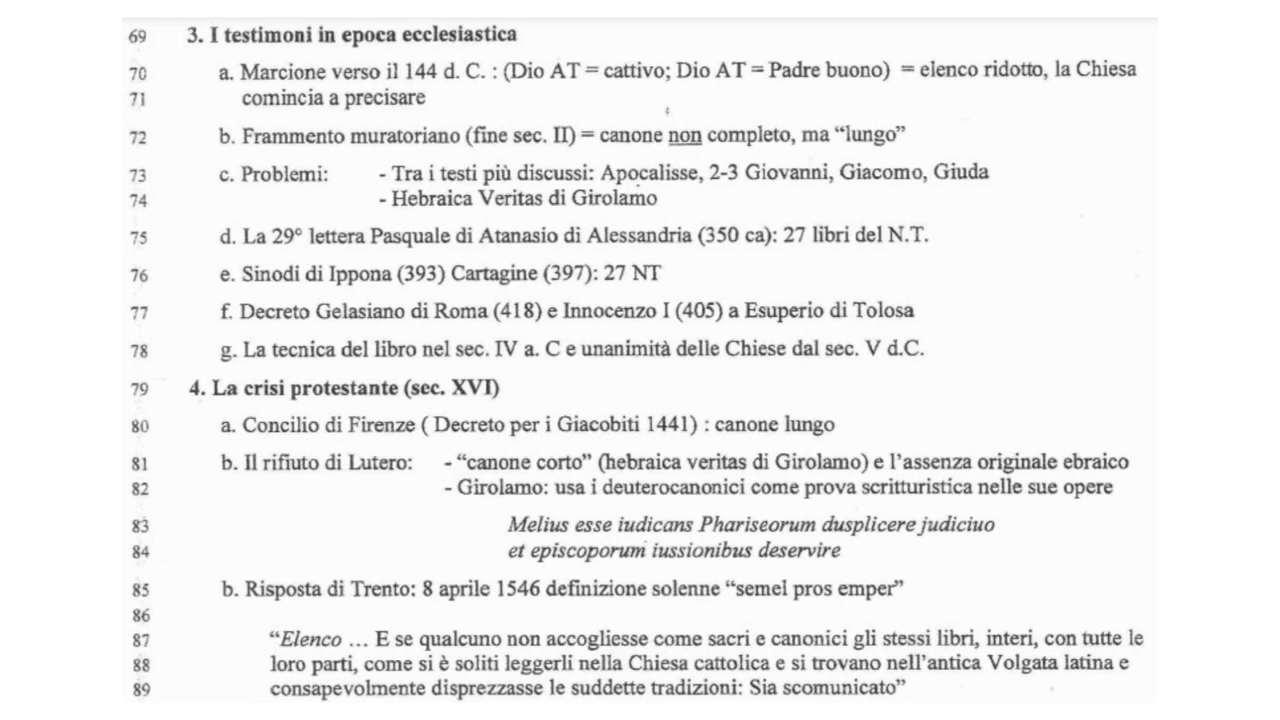 69 3. I testimoni in epoca ecclesiastica
70 a. Marcione verso il 144 d. C. : (Dio AT = cattivo; Dio AT = Padre buono) = elenco ridotto, la Chiesa
71 comincia a precisare
72 b. Frammento muratoriano (fine sec. II) = canone non completo, ma “lungo”
73 c. Problemi: - Tra i testi più discussi: Apocalisse, 2-3 Giovanni, Giacomo, Giuda
74 - Hebraica Veritas di Girolamo
75 d. La 29° lettera Pasquale di Atanasio di Alessandria (350 ca): 27 libri del N.T.
76 e. Sinodi di Ippona (393) Cartagine (397): 27 NT
77 f. Decreto Gelasiano di Roma (418) e Innocenzo I (405) a Esuperio di Tolosa
78 g. La tecnica del libro nel sec. IV a. C e unanimità delle Chiese dal sec. V d.C.
79 4. La crisi protestante (sec. XVI)
80 a. Concilio di Firenze ( Decreto per i Giacobiti 1441) : canone lungo
81 b. Il rifiuto di Lutero: - “canone corto” (hebraica veritas di Girolamo) e l’assenza originale ebraico
82 - Girolamo: usa i deuterocanonici come prova scritturistica nelle sue opere
83 Melius esse iudicans Phariseorum dusplicere judiciuo
84 et episcoporum iussionibus deservire
85 b. Risposta di Trento: 8 aprile 1546 definizione solenne “semel pros emper”
86
87 “Elenco … E se qualcuno non accogliesse come sacri e canonici gli stessi libri, interi, con tutte le
88 loro parti, come si è soliti leggerli nella Chiesa cattolica e si trovano nell’antica Volgata latina e
89 consapevolmente disprezzasse le suddette tradizioni: Sia scomunicato”